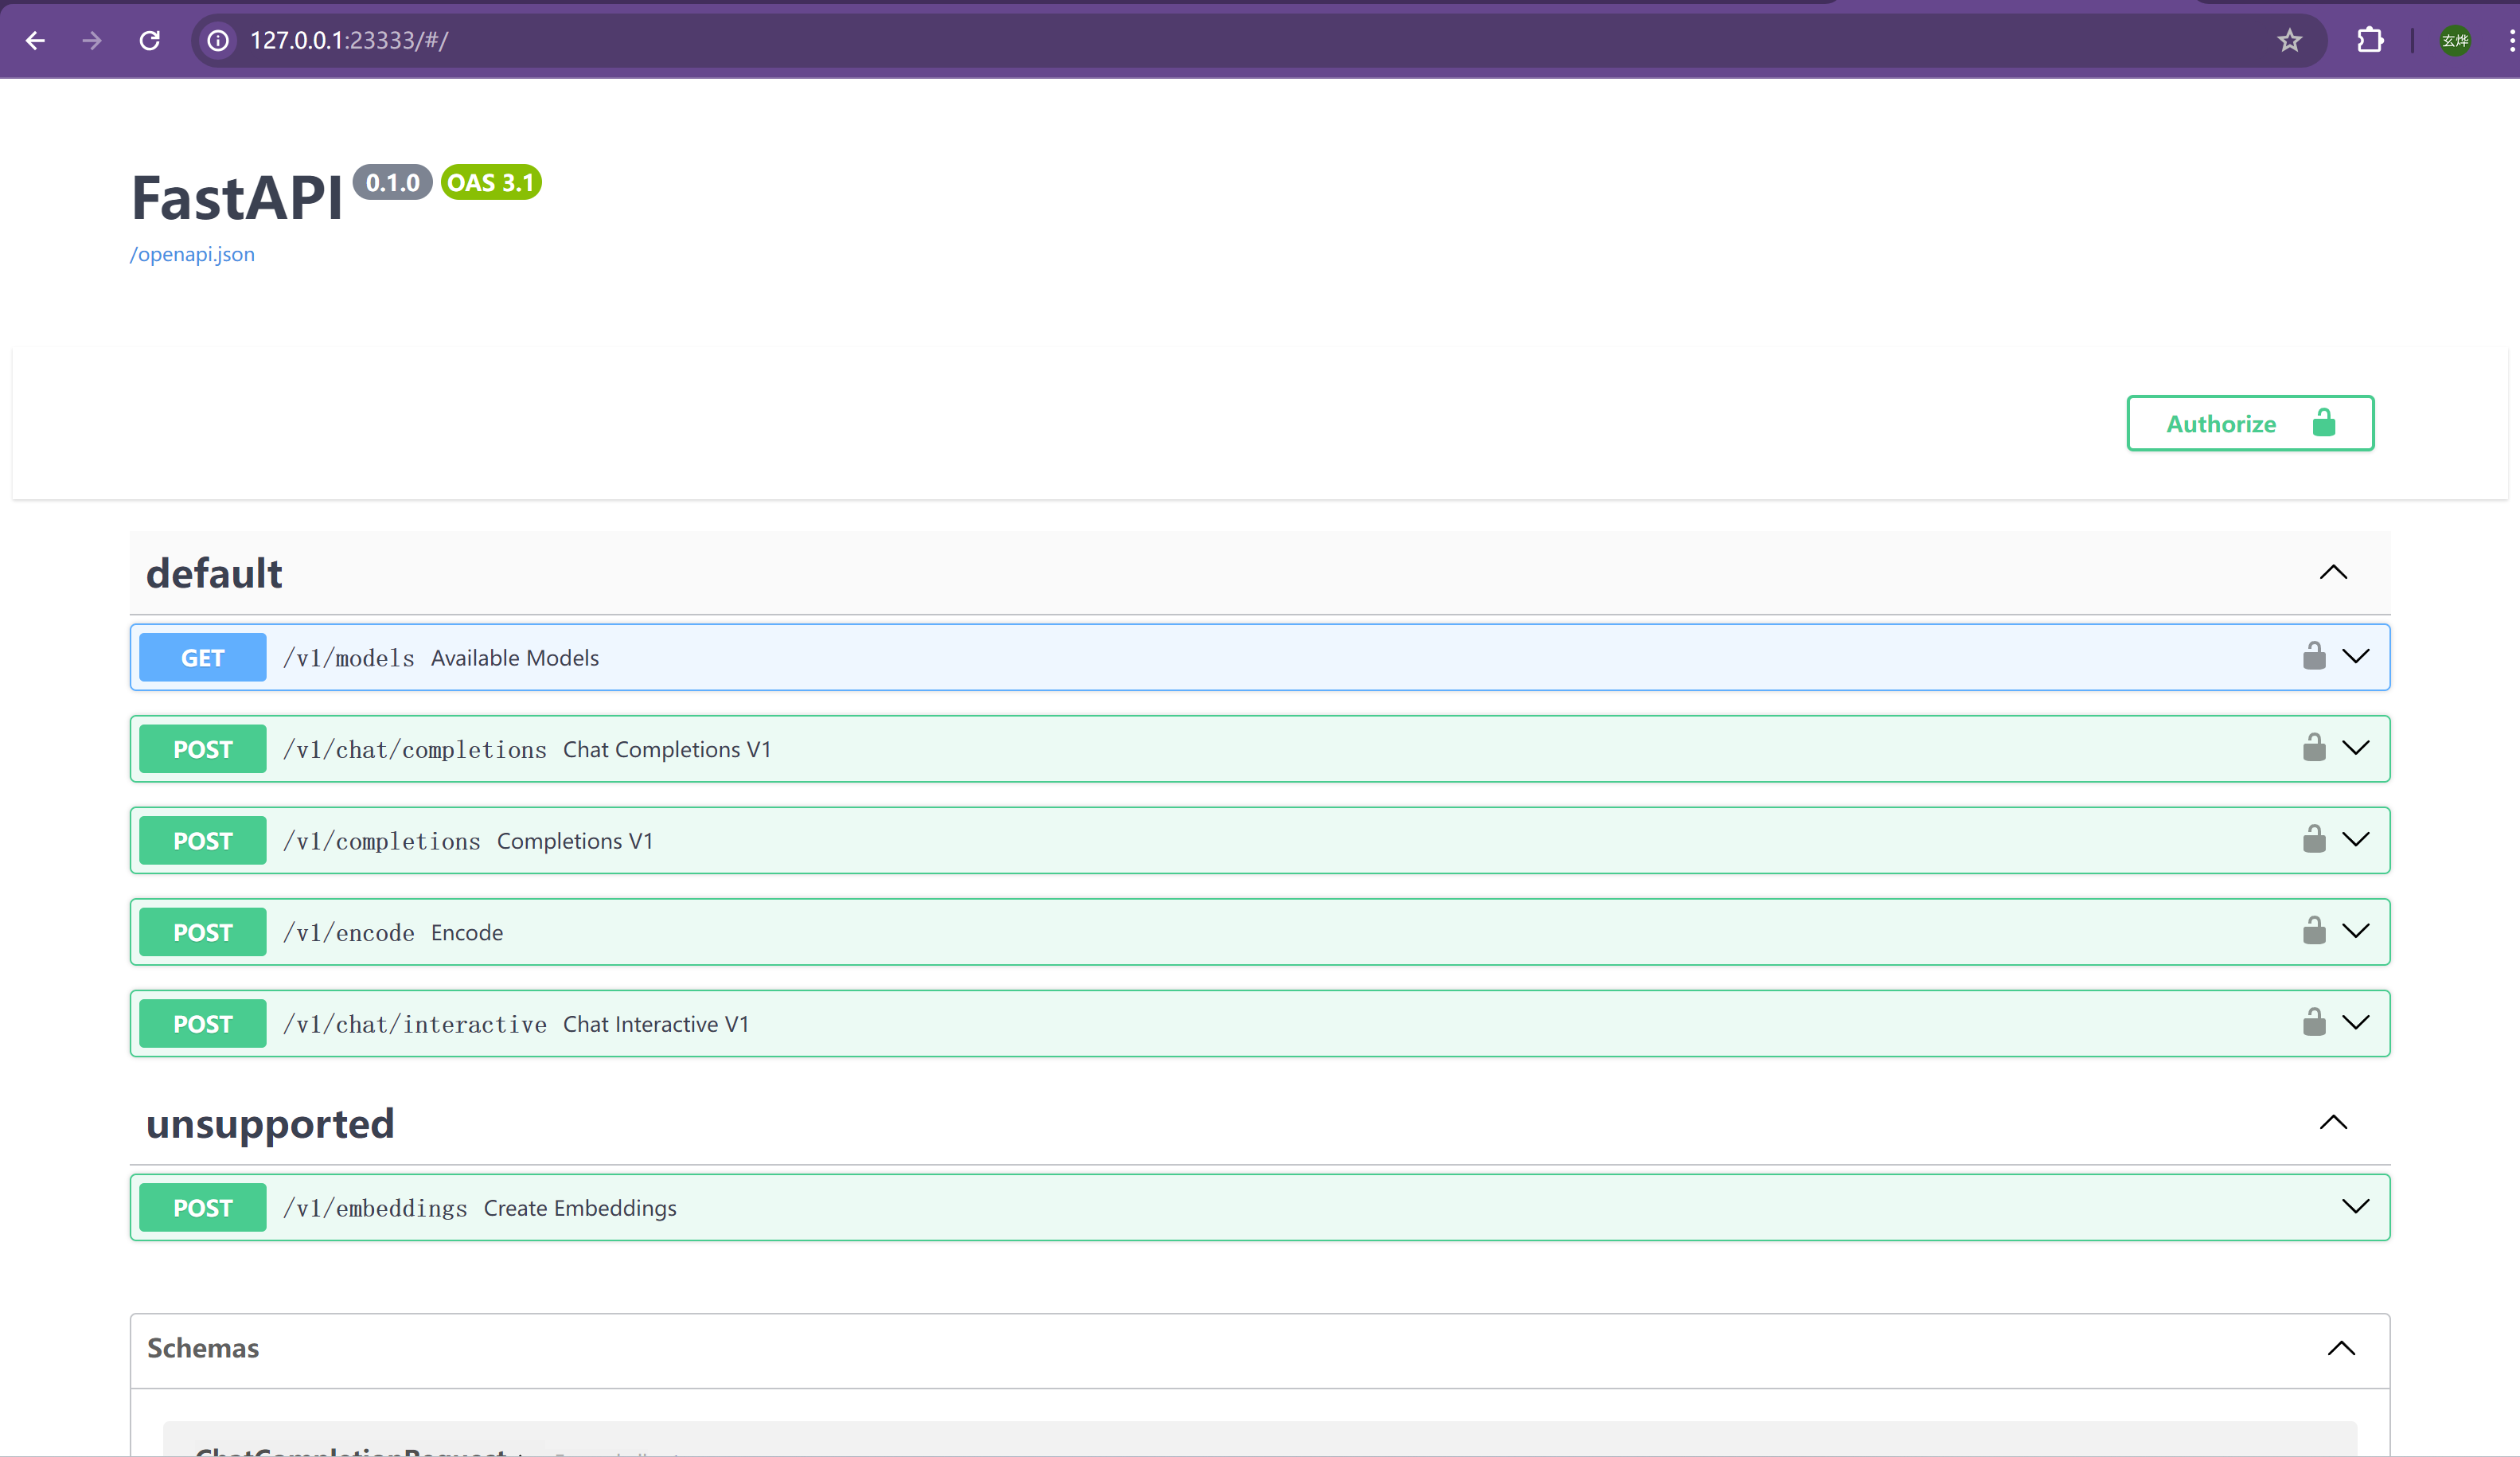 127.0.0.1:23333/#/
玄烨
FastAPI 0.1.0 OAS 3.1
/openapi.json
Authorize
default
GET /v1/models Available Models
POST /v1/chat/completions Chat Completions V1
POST /v1/completions Completions V1
POST /v1/encode Encode
POST /v1/chat/interactive Chat Interactive V1
unsupported
POST /v1/embeddings Create Embeddings
Schemas
ChatCompletionRequest